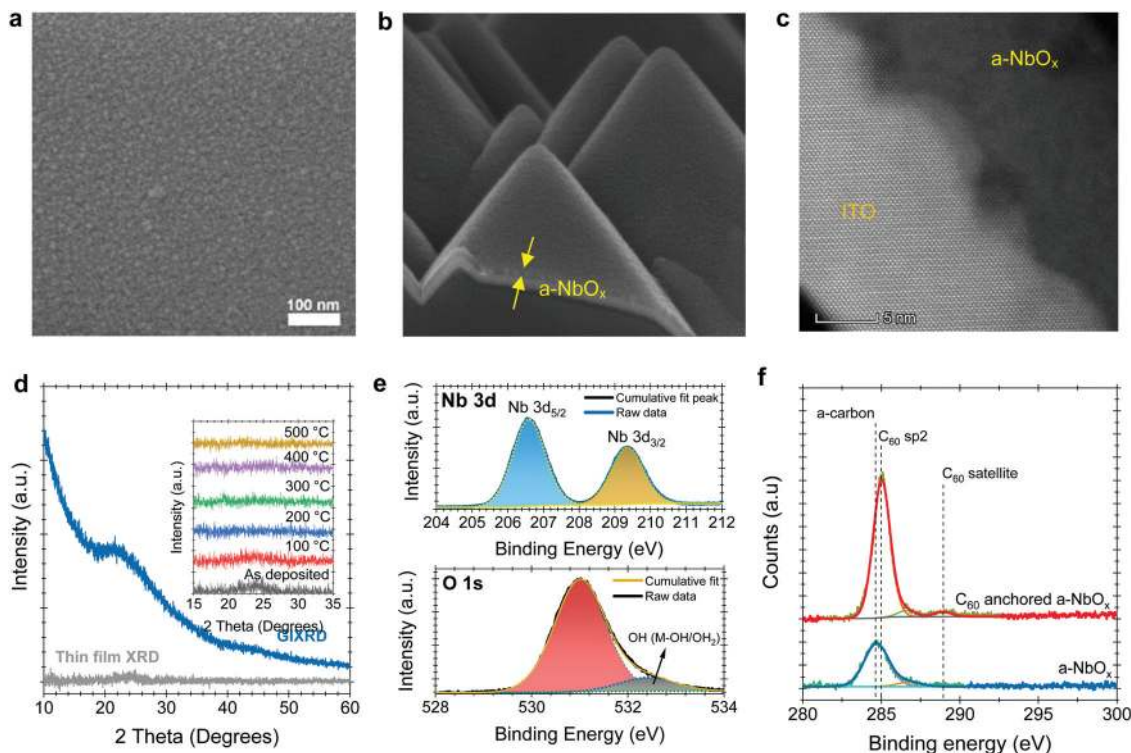 a
100 nm
b
a-NbOₓ
c
a-NbOₓ
ITO
5 nm
d
Intensity (a.u.)
Intensity (a.u.)
500 °C
400 °C
300 °C
200 °C
100 °C
As deposited
15 20 25 30 35
2 Theta (Degrees)
GIXRD
Thin film XRD
10 20 30 40 50 60
2 Theta (Degrees)
e
Nb 3d
Nb 3d5/2
Nb 3d3/2
Cumulative fit peak
Raw data
Intensity (a.u.)
204 205 206 207 208 209 210 211 212
Binding Energy (eV)
O 1s
Cumulative fit
Raw data
OH (M-OH/OH₂)
Intensity (a.u.)
528 530 532 534
Binding Energy (eV)
f
a-carbon
C₆₀ sp2
C₆₀ satellite
Counts (a.u)
C₆₀ anchored a-NbOₓ
a-NbOₓ
280 285 290 295 300
Binding energy (eV)